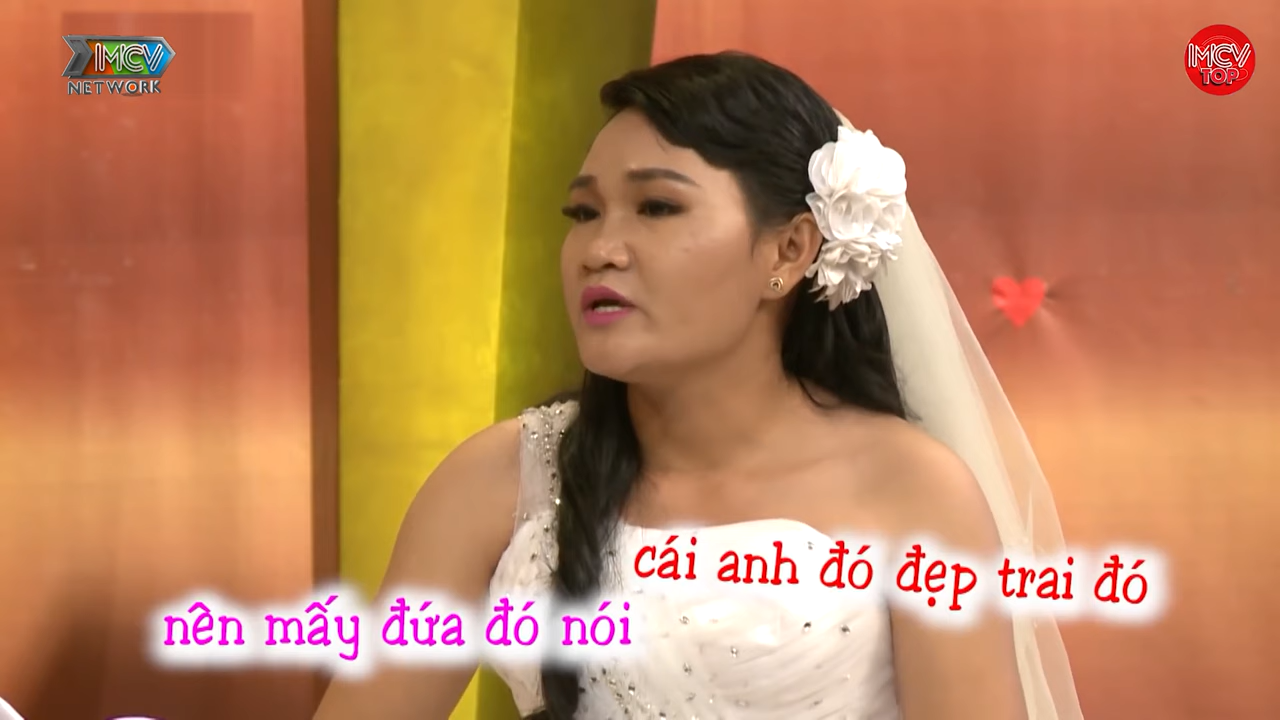 MCV
NETWORK
MCV
TOP
nên mấy đứa đó nói
cái anh đó đẹp trai đó